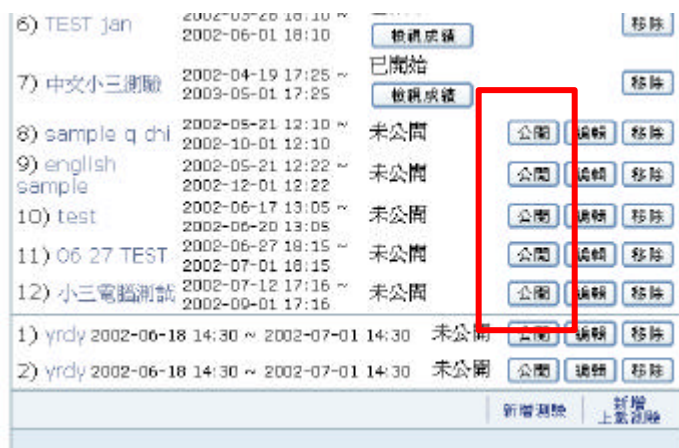 6) TEST jan 2002-05-28 18:10 ~ 移除
2002-06-01 18:10 檢視成績
7) 中文小三測驗 2002-04-19 17:25 ~ 已開始 移除
2003-05-01 17:25 檢視成績
8) sample q chi 2002-05-21 12:10 ~ 未公開 公開 編輯 移除
2002-10-01 12:10
9) english 2002-05-21 12:22 ~ 未公開 公開 編輯 移除
sample 2002-12-01 12:22
10) test 2002-06-17 13:05 ~ 未公開 公開 編輯 移除
2002-06-20 13:05
11) 06 27 TEST 2002-06-27 18:15 ~ 未公開 公開 編輯 移除
2002-07-01 18:15
12) 小三電腦測試 2002-07-12 17:16 ~ 未公開 公開 編輯 移除
2002-09-01 17:16
1) yrdy 2002-06-18 14:30 ~ 2002-07-01 14:30 未公開 公開 編輯 移除
2) yrdy 2002-06-18 14:30 ~ 2002-07-01 14:30 未公開 公開 編輯 移除
新增測驗 新增
上載測驗